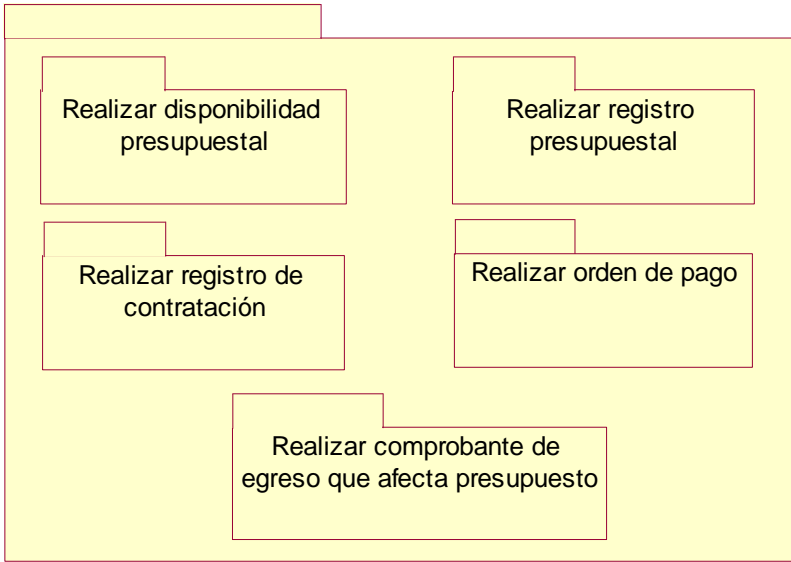 Realizar disponibilidad
presupuestal
Realizar registro
presupuestal
Realizar registro de
contratación
Realizar orden de pago
Realizar comprobante de
egreso que afecta presupuesto